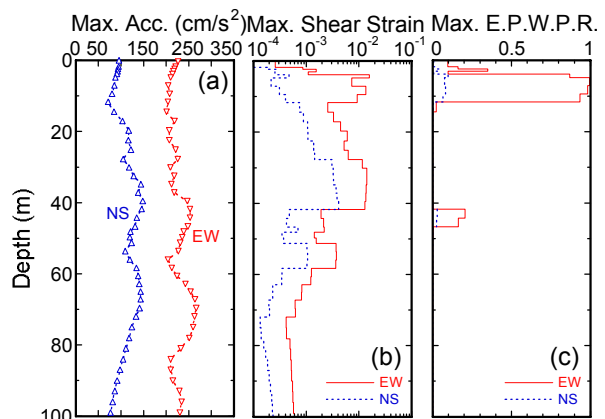 Max. Acc. (cm/s²) Max. Shear Strain Max. E.P.W.P.R.
50 150 250 350 10⁻⁴ 10⁻³ 10⁻² 10⁻¹ 0 0.5 1
0
20
40
60
80
100
Depth (m)
(a)
NS
EW
(b)
EW
NS
(c)
EW
NS